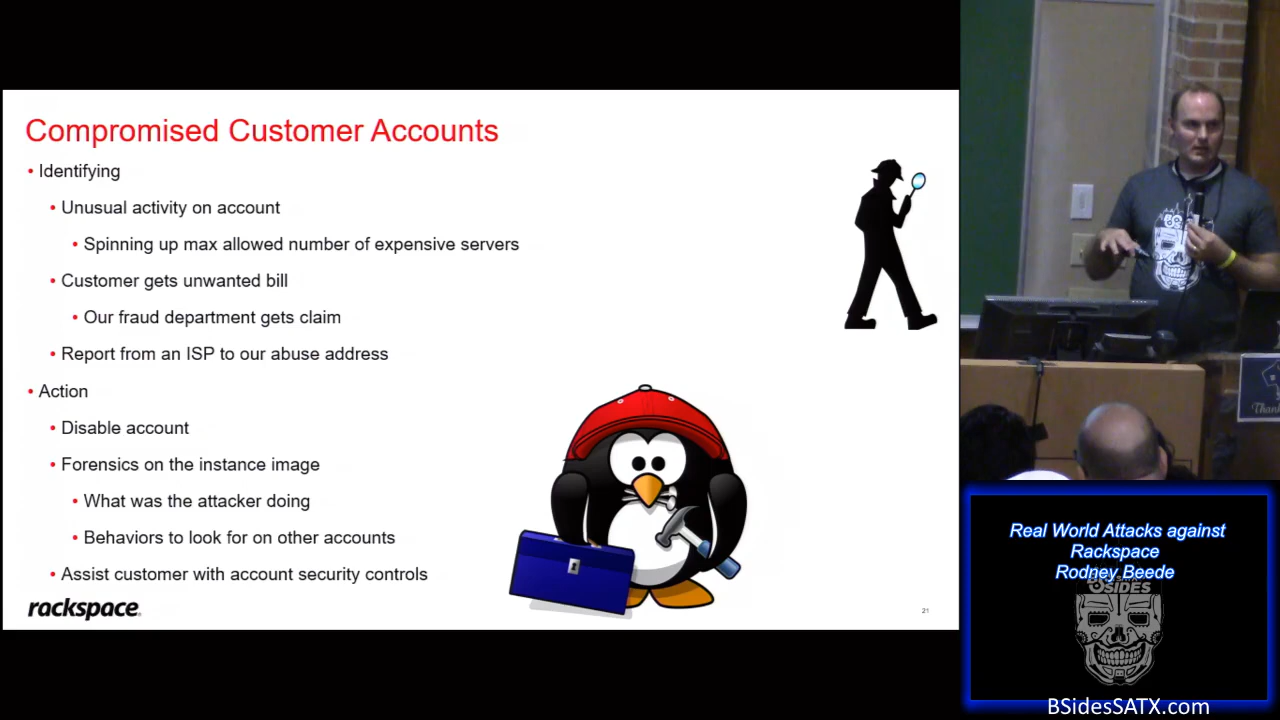 Compromised Customer Accounts
• Identifying
• Unusual activity on account
• Spinning up max allowed number of expensive servers
• Customer gets unwanted bill
• Our fraud department gets claim
• Report from an ISP to our abuse address
• Action
• Disable account
• Forensics on the instance image
• What was the attacker doing
• Behaviors to look for on other accounts
• Assist customer with account security controls
rackspace
21
Real World Attacks against
Rackspace
Rodney Beede
BSIDES
BSidesSATX.com